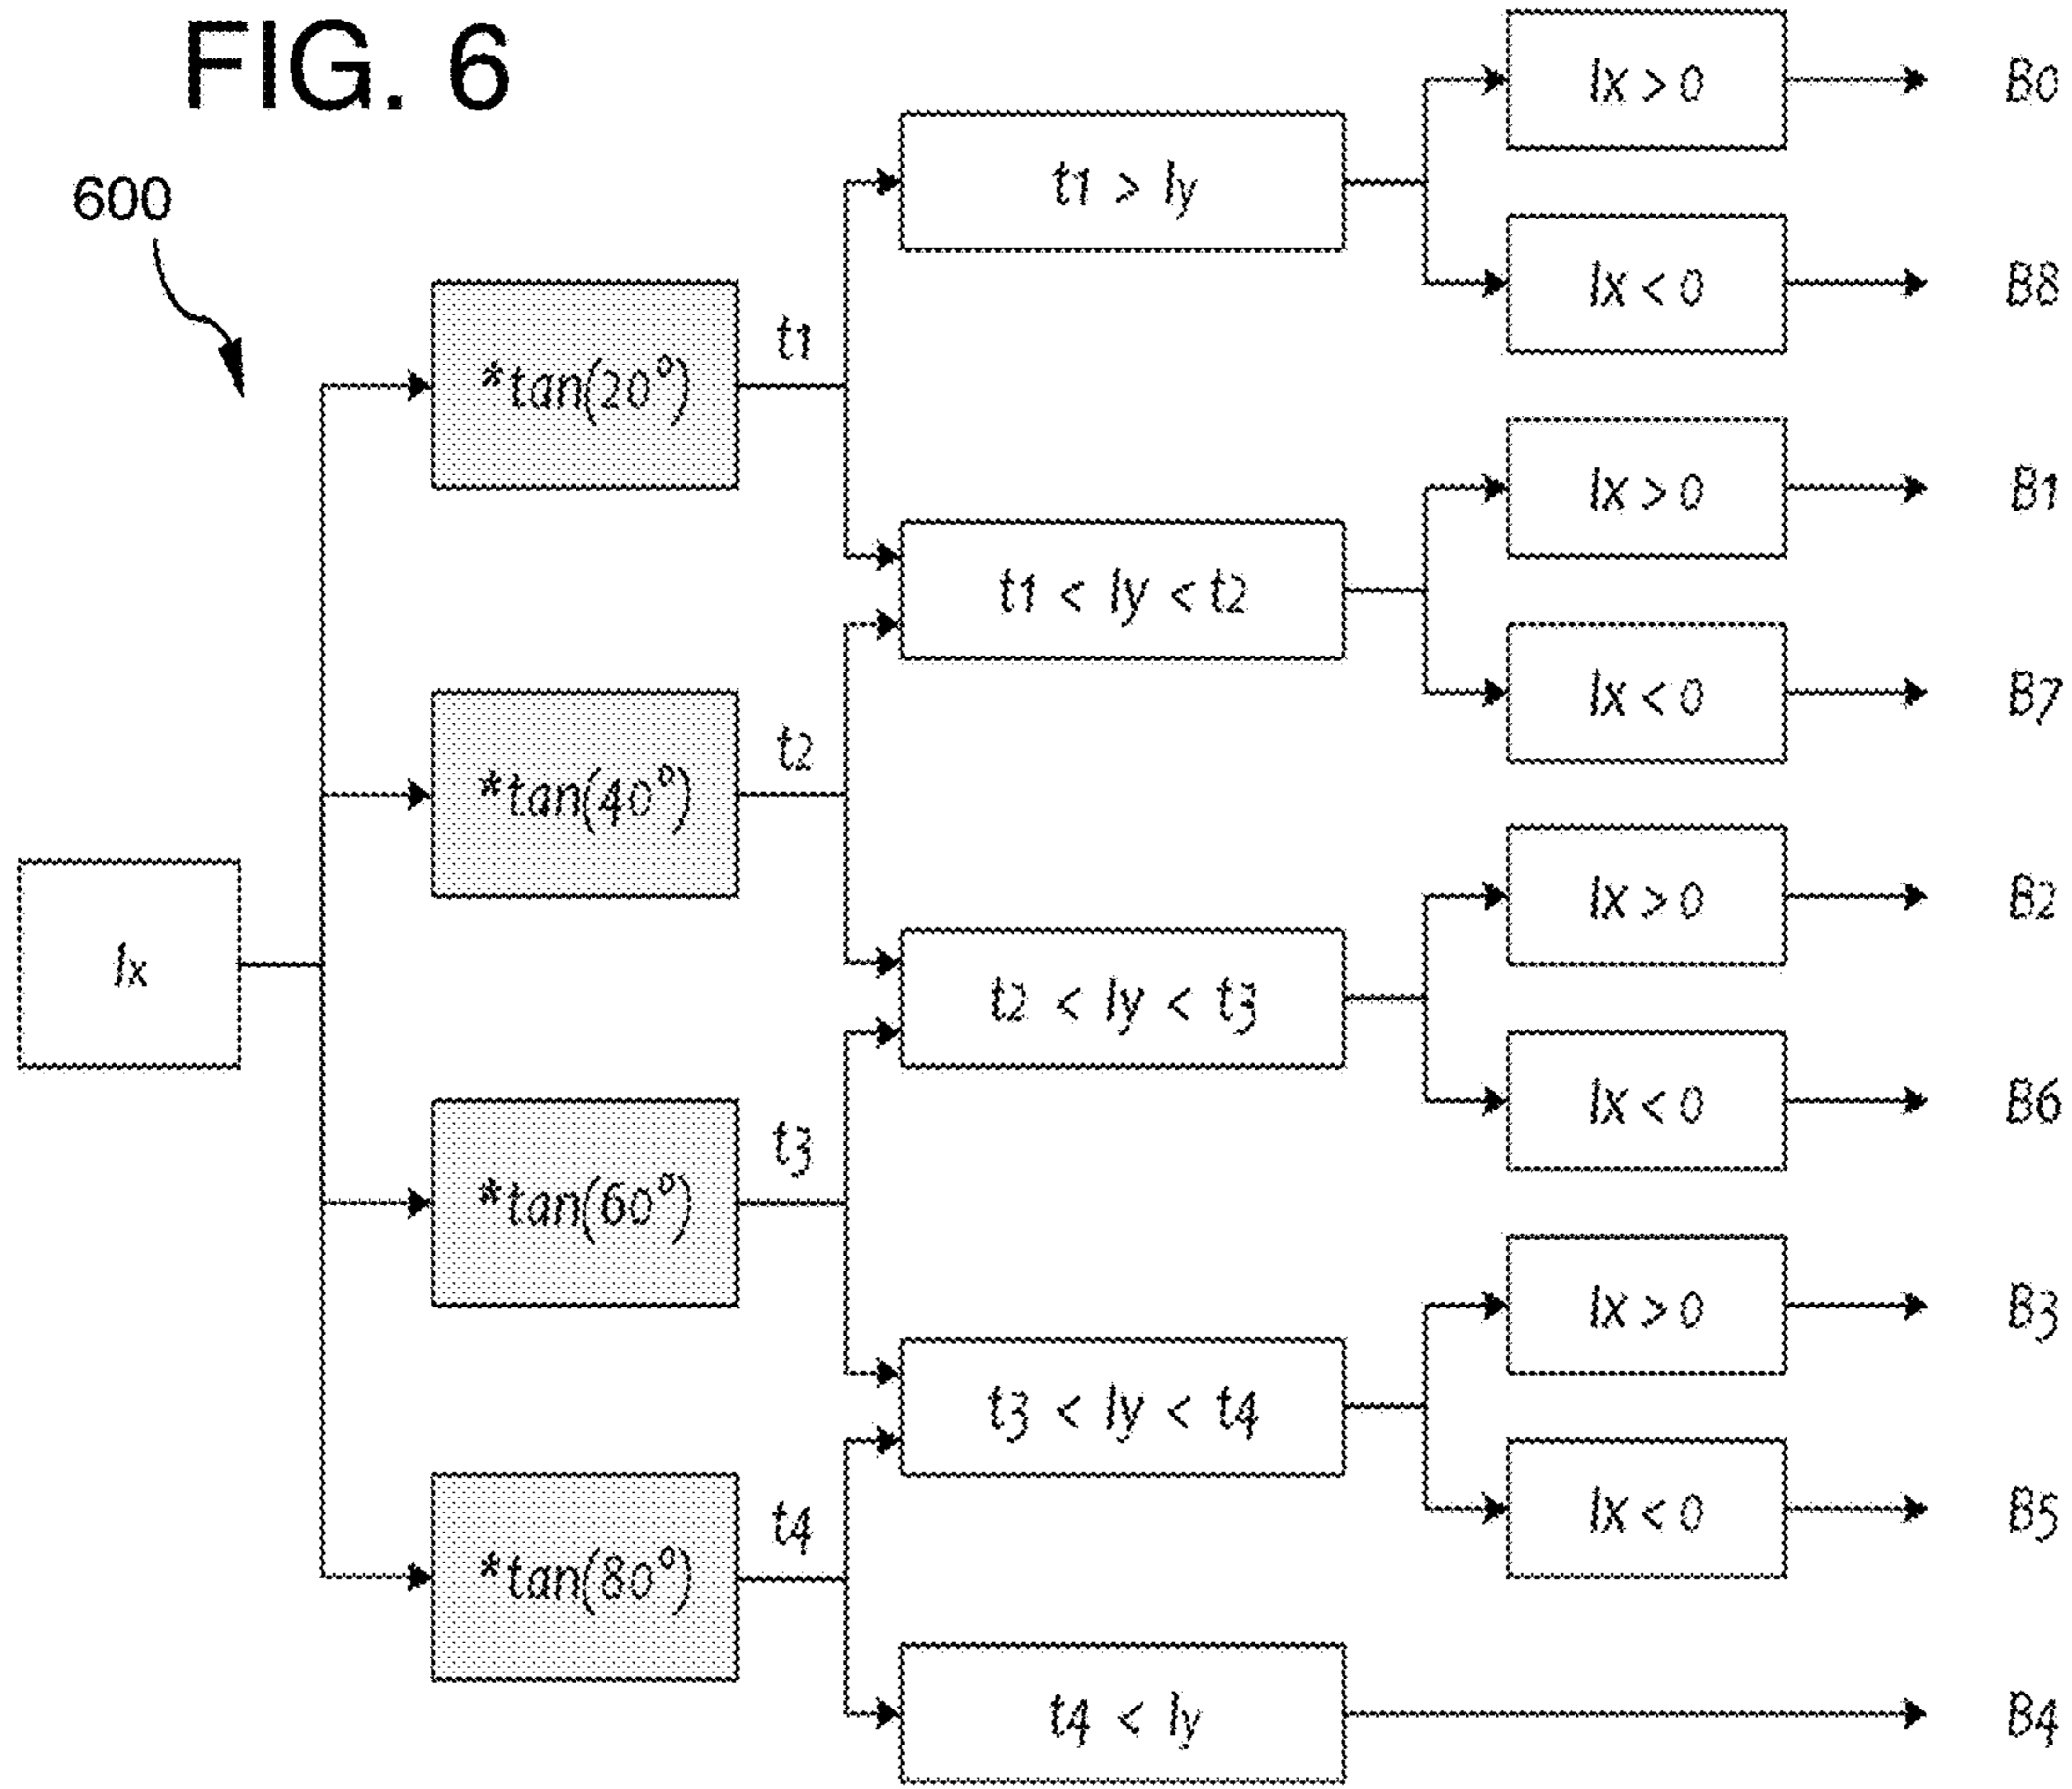 FIG. 6
600
Ix
*tan(20°)
*tan(40°)
*tan(60°)
*tan(80°)
t1
t2
t3
t4
t1 > Iy
t1 < Iy < t2
t2 < Iy < t3
t3 < Iy < t4
t4 < Iy
Ix > 0
Ix < 0
Ix > 0
Ix < 0
Ix > 0
Ix < 0
Ix > 0
Ix < 0
B0
B8
B1
B7
B2
B6
B3
B5
B4